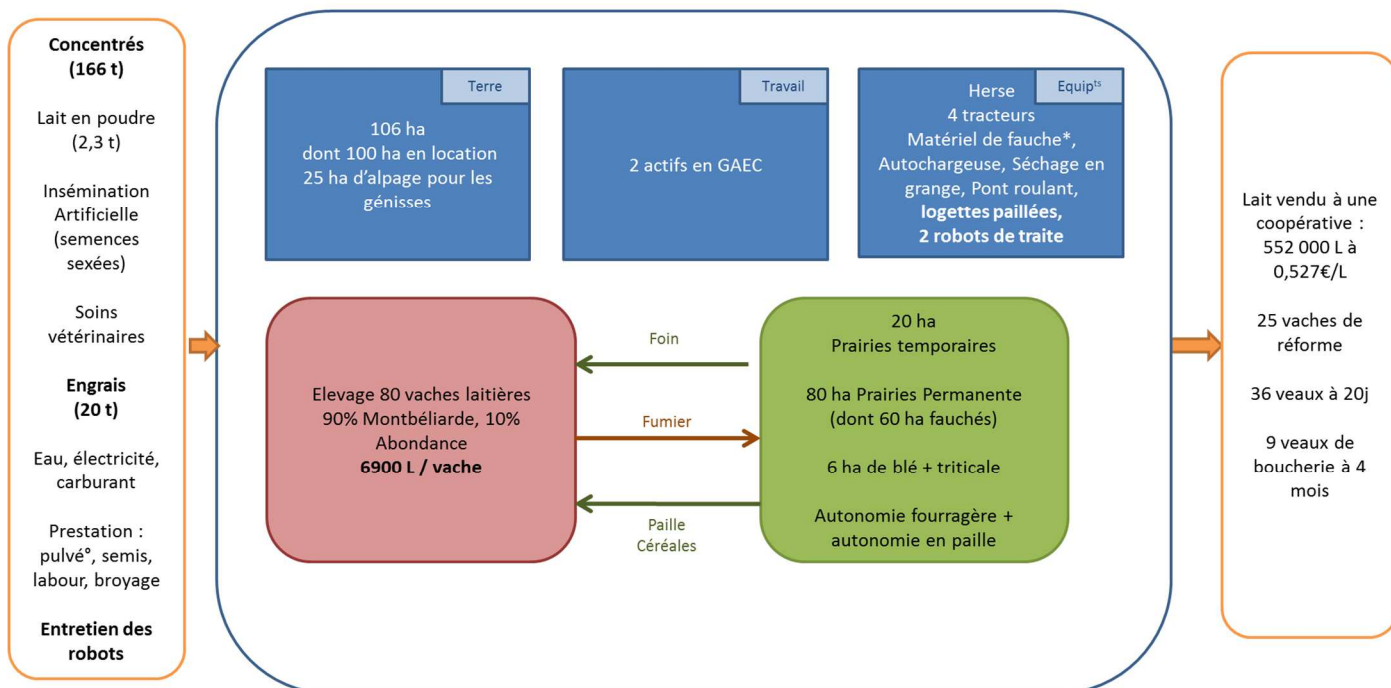 Concentrés
(166 t)
Lait en poudre
(2,3 t)
Insémination
Artificielle
(semences
sexées)
Soins
vétérinaires
Engrais
(20 t)
Eau, électricité,
carburant
Prestation :
pulvé°, semis,
labour, broyage
Entretien des
robots
Terre
106 ha
dont 100 ha en location
25 ha d'alpage pour les
génisses
Travail
2 actifs en GAEC
Equipts
Herse
4 tracteurs
Matériel de fauche*,
Autochargeuse, Séchage en
grange, Pont roulant,
logettes paillées,
2 robots de traite
Elevage 80 vaches laitières
90% Montbéliarde, 10%
Abondance
6900 L / vache
Foin
Fumier
Paille
Céréales
20 ha
Prairies temporaires
80 ha Prairies Permanente
(dont 60 ha fauchés)
6 ha de blé + triticale
Autonomie fourragère +
autonomie en paille
Lait vendu à une
coopérative :
552 000 L à
0,527€/L
25 vaches de
réforme
36 veaux à 20j
9 veaux de
boucherie à 4
mois